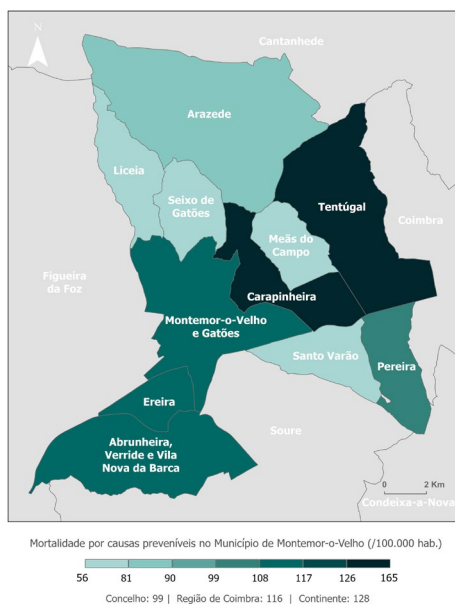 N
Cantanhede
Arazede
Liceia
Seixo de
Gatões
Tentúgal
Meãs do
Campo
Coimbra
Figueira
da Foz
Carapinheira
Montemor-o-Velho
e Gatões
Santo Varão
Pereira
Ereira
Soure
Abrunheira,
Verride e Vila
Nova da Barca
0 2 Km
Condeixa-a-Nova
Mortalidade por causas preveníveis no Município de Montemor-o-Velho (/100.000 hab.)
56 81 90 99 108 117 126 165
Concelho: 99 | Região de Coimbra: 116 | Continente: 128